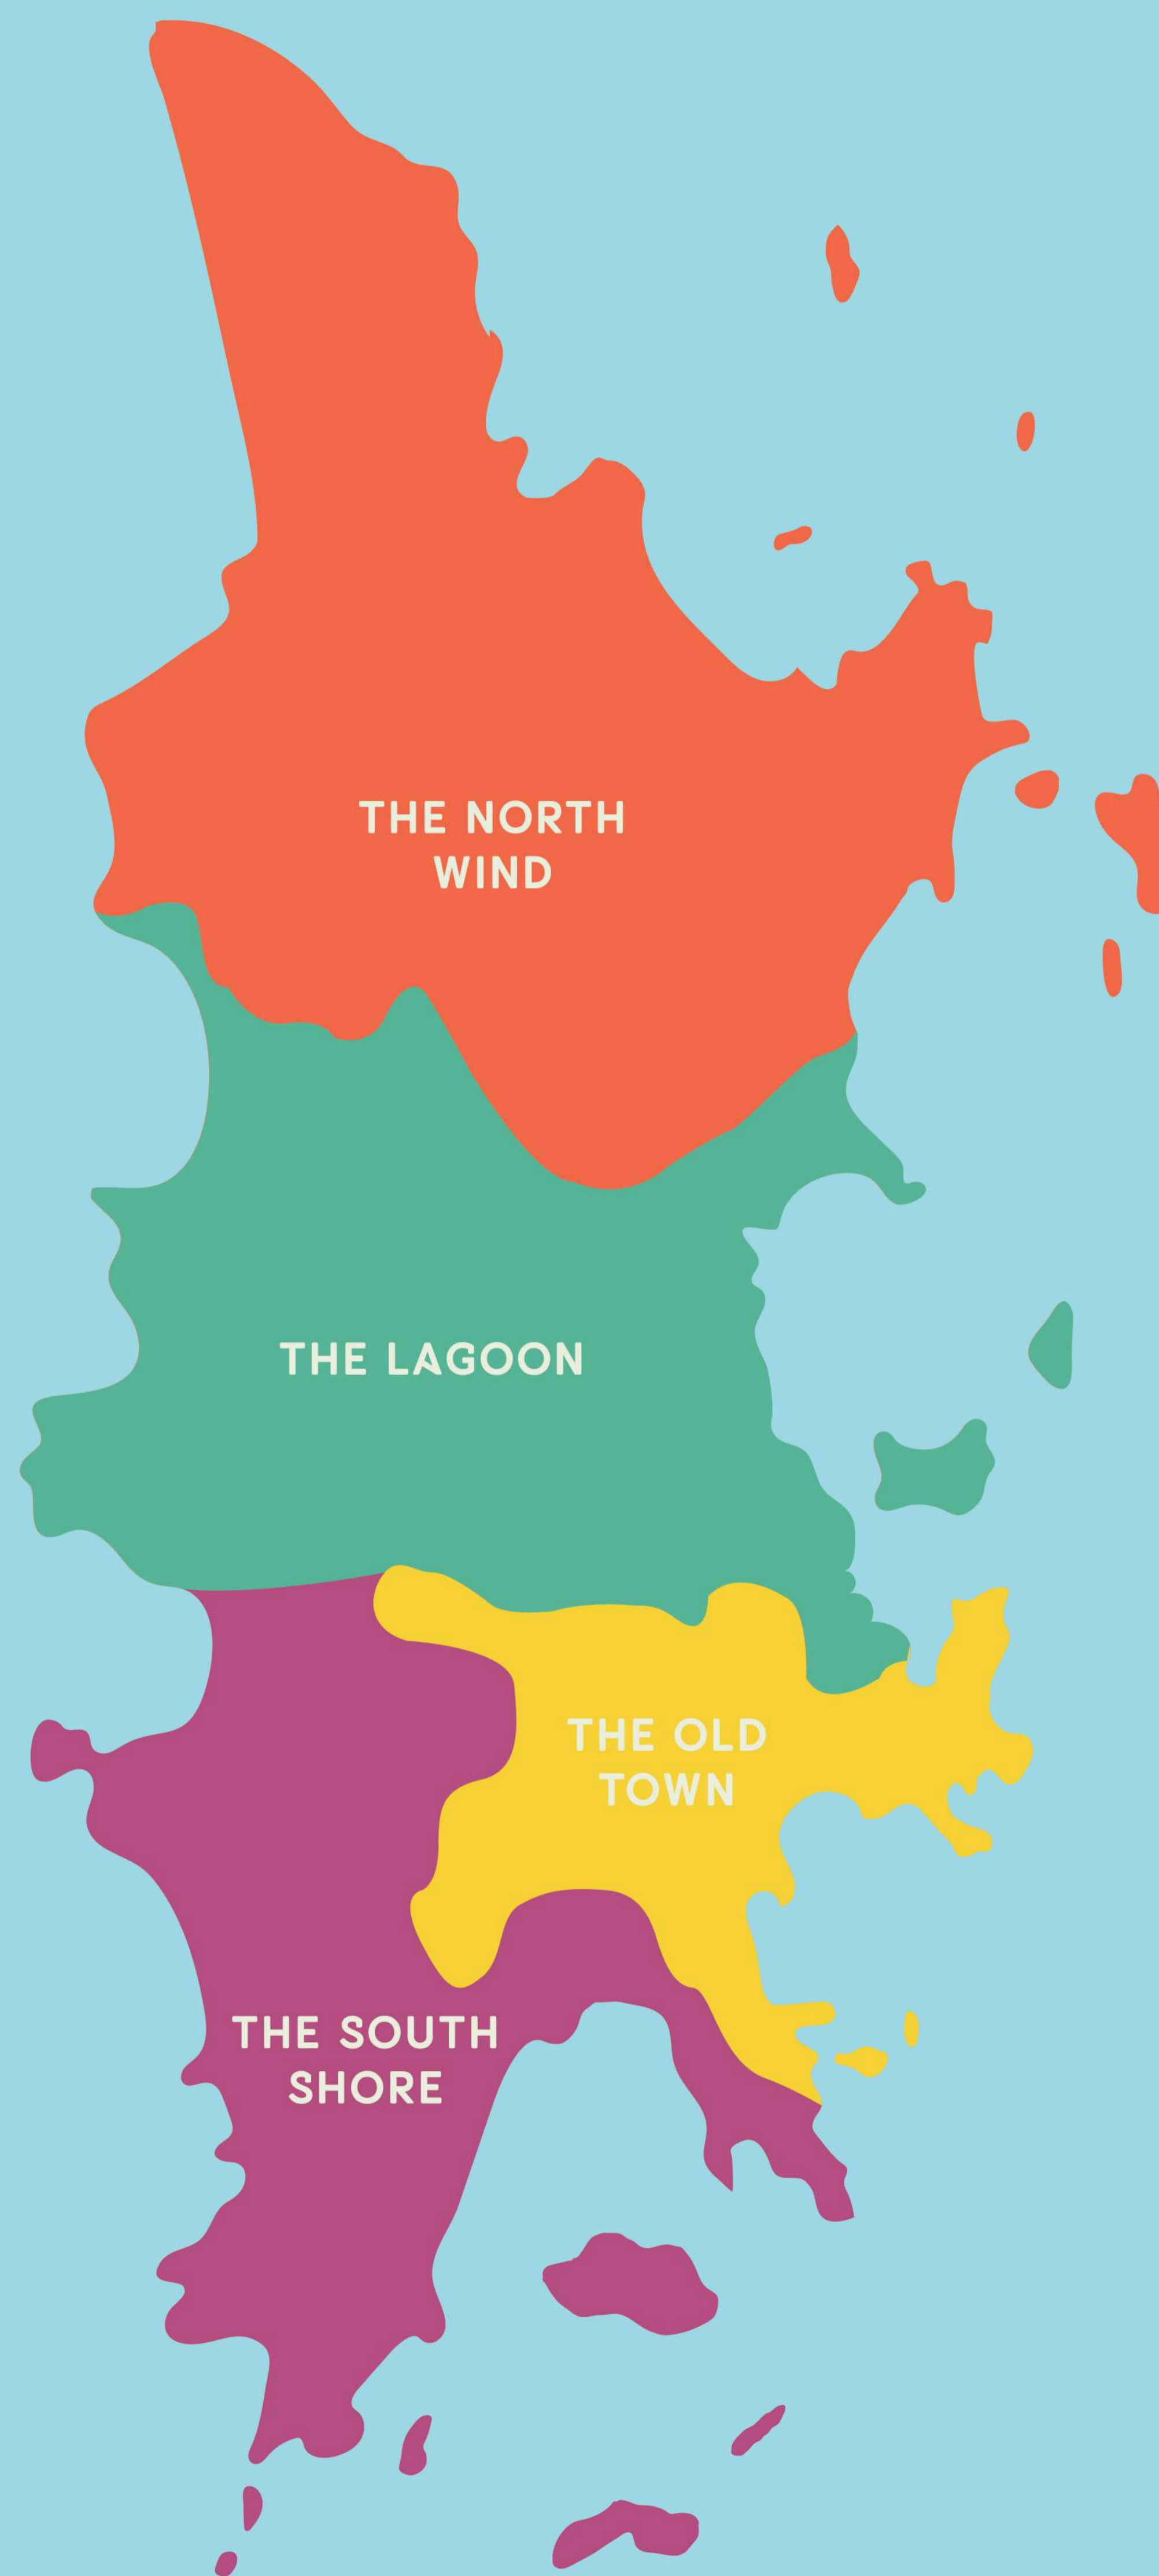 THE NORTH
WIND
THE LAGOON
THE OLD
TOWN
THE SOUTH
SHORE